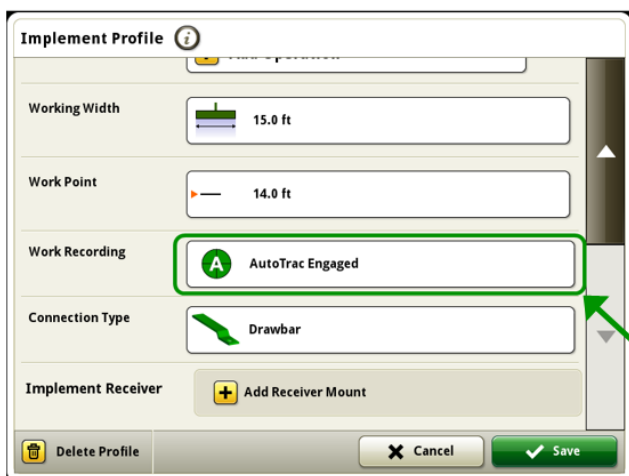 Implement Profile
Working Width
15.0 ft
Work Point
14.0 ft
Work Recording
A
AutoTrac Engaged
Connection Type
Drawbar
Implement Receiver
Add Receiver Mount
Delete Profile
Cancel
Save